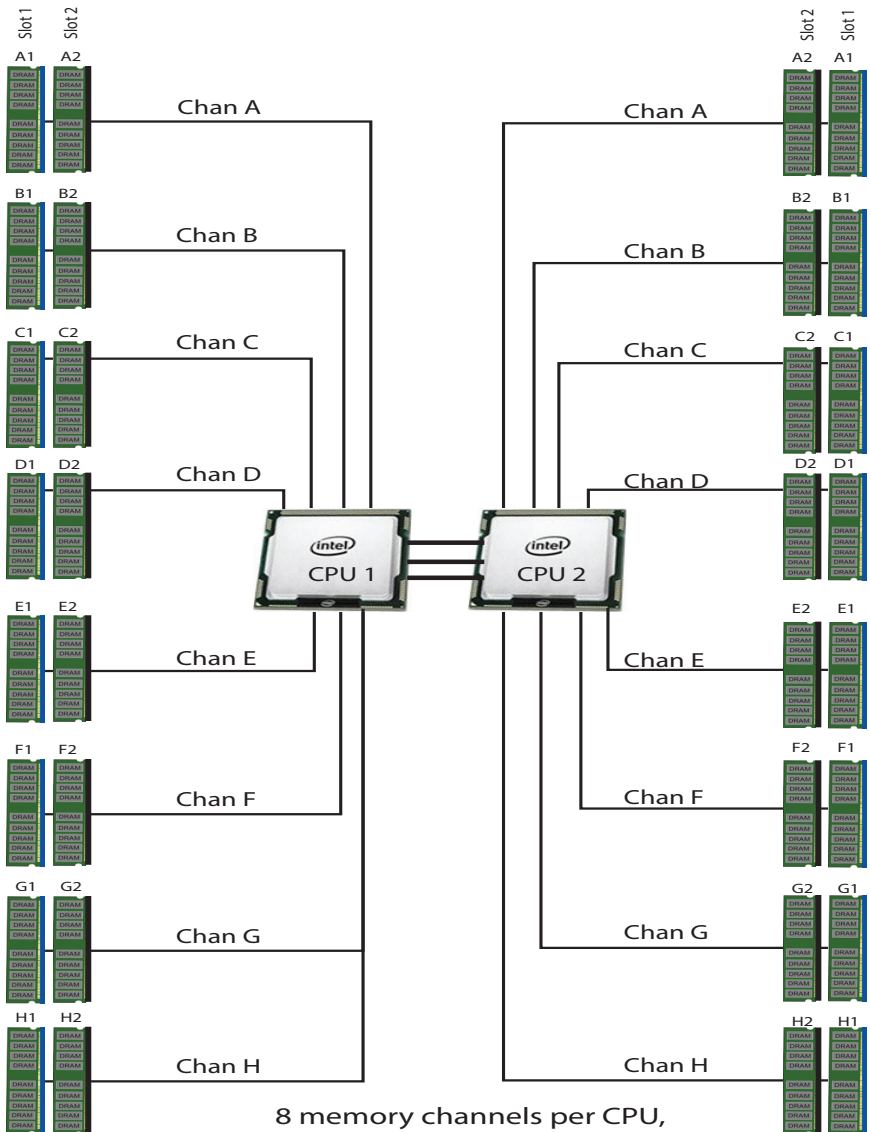 Slot 1
Slot 2
Slot 2
Slot 1
A1 A2
Chan A
A2 A1
Chan A
DRAM
B1 B2
Chan B
B2 B1
Chan B
C1 C2
Chan C
C2 C1
Chan C
D1 D2
Chan D
D2 D1
Chan D
intel
CPU 1
intel
CPU 2
E1 E2
Chan E
E2 E1
Chan E
F1 F2
Chan F
F2 F1
Chan F
G1 G2
Chan G
G2 G1
Chan G
H1 H2
Chan H
H2 H1
Chan H
8 memory channels per CPU,